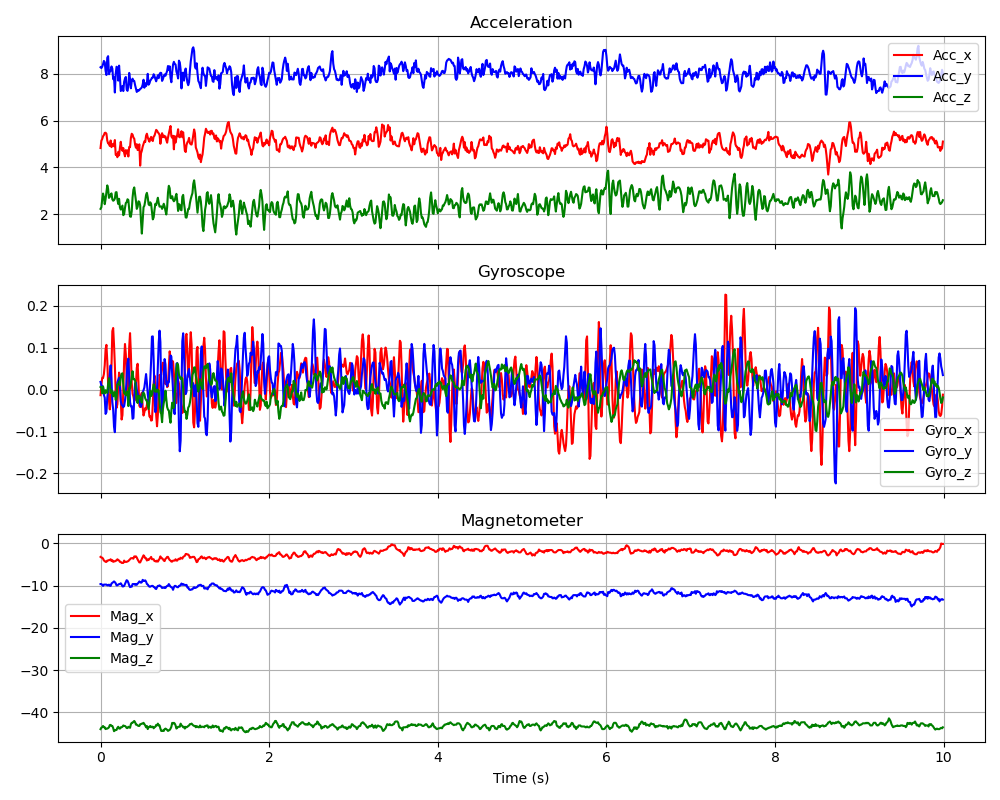 Acceleration
8
6
4
2
Acc_x
Acc_y
Acc_z
Gyroscope
0.2
0.1
0.0
−0.1
−0.2
Gyro_x
Gyro_y
Gyro_z
Magnetometer
0
−10
−20
−30
−40
Mag_x
Mag_y
Mag_z
0 2 4 6 8 10
Time (s)